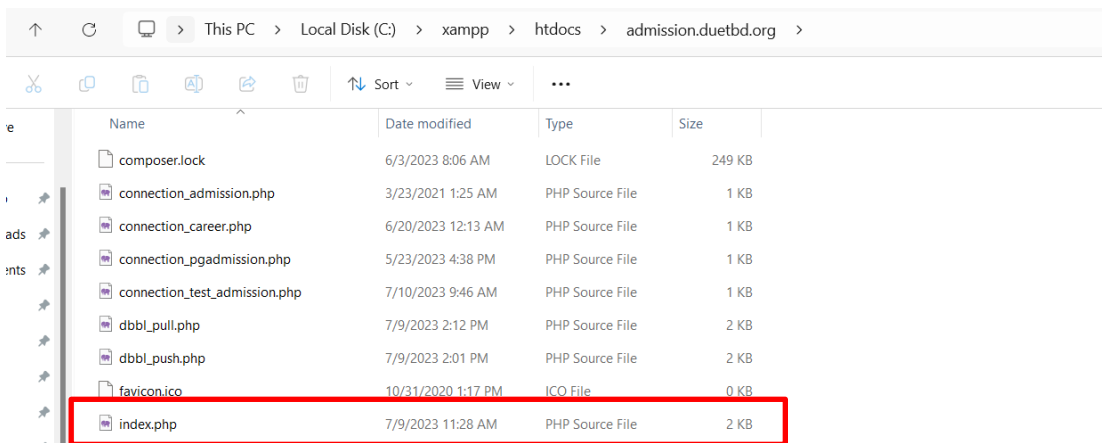 This PC > Local Disk (C:) > xampp > htdocs > admission.duetbd.org >
Sort View ...
Name Date modified Type Size
composer.lock 6/3/2023 8:06 AM LOCK File 249 KB
connection_admission.php 3/23/2021 1:25 AM PHP Source File 1 KB
connection_career.php 6/20/2023 12:13 AM PHP Source File 1 KB
ads connection_pgadmission.php 5/23/2023 4:38 PM PHP Source File 1 KB
ents connection_test_admission.php 7/10/2023 9:46 AM PHP Source File 1 KB
dbbl_pull.php 7/9/2023 2:12 PM PHP Source File 2 KB
dbbl_push.php 7/9/2023 2:01 PM PHP Source File 2 KB
favicon.ico 10/31/2020 1:17 PM ICO File 0 KB
index.php 7/9/2023 11:28 AM PHP Source File 2 KB